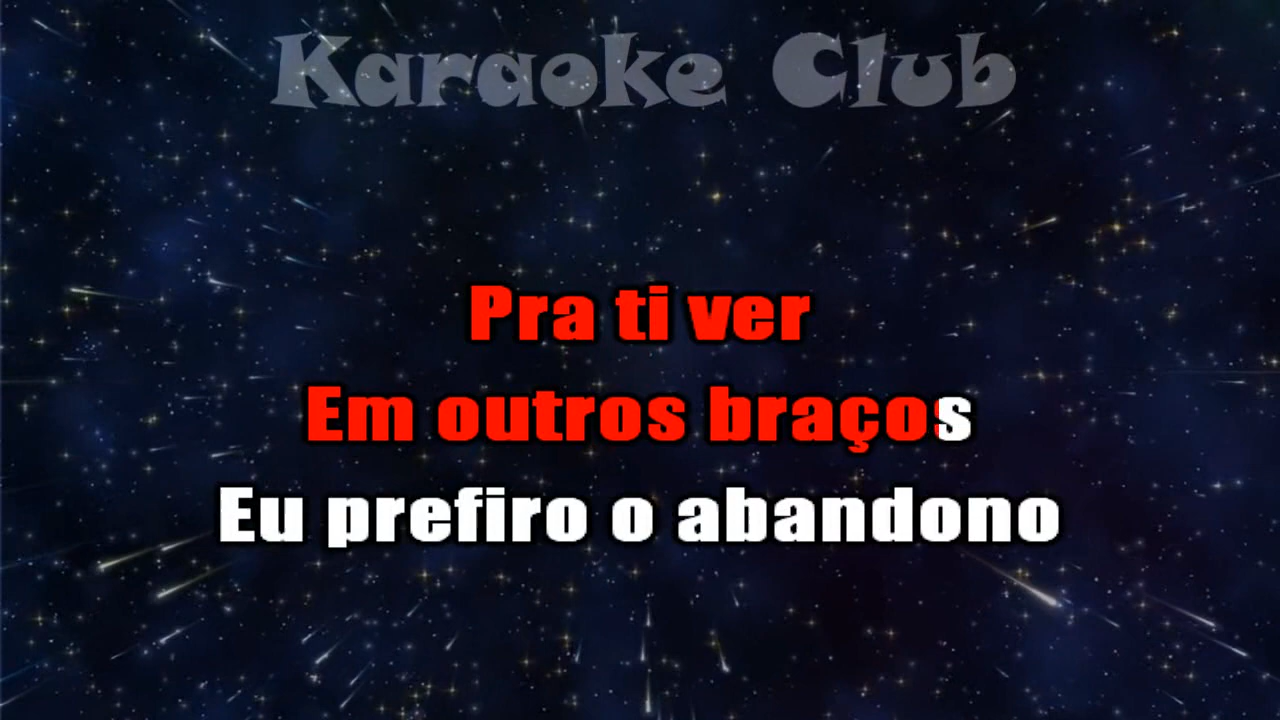 Karaoke Club
Pra ti ver
Em outros braços
Eu prefiro o abandono